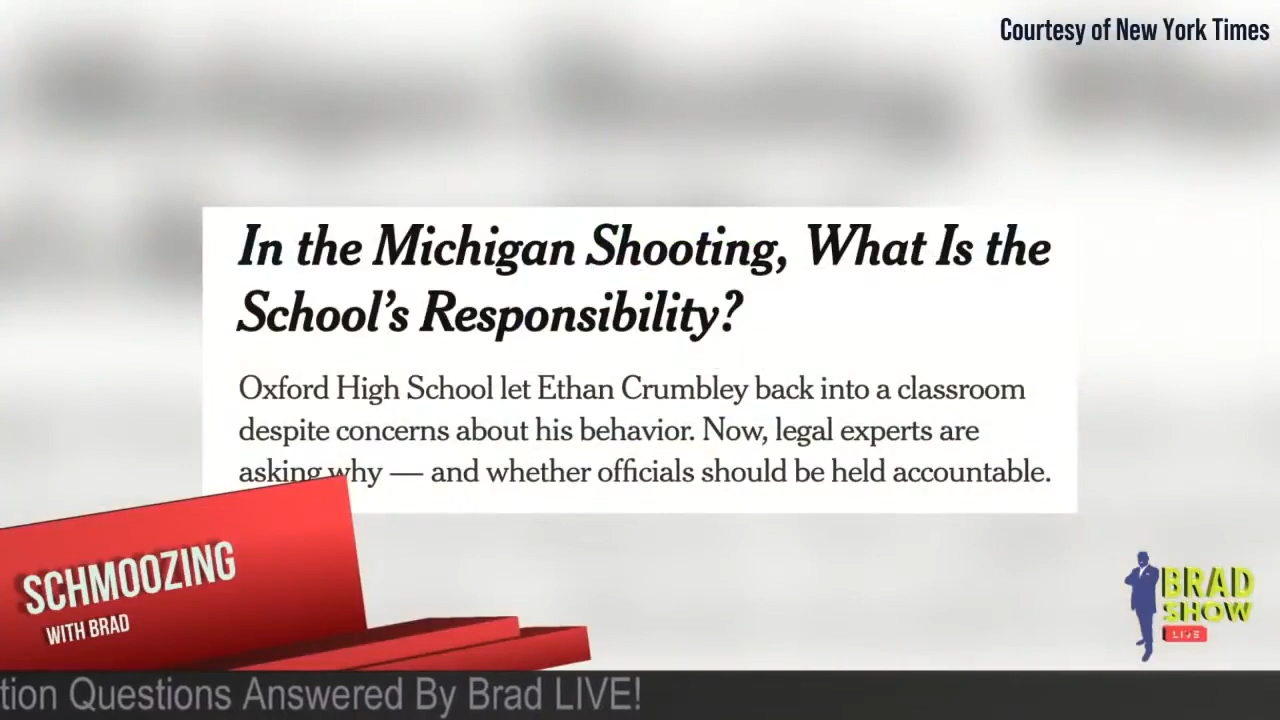 Courtesy of New York Times
In the Michigan Shooting, What Is the
School's Responsibility?
Oxford High School let Ethan Crumbley back into a classroom
despite concerns about his behavior. Now, legal experts are
asking why — and whether officials should be held accountable.
SCHMOOZING
WITH BRAD
BRAD
SHOW
LIVE
tion Questions Answered By Brad LIVE!